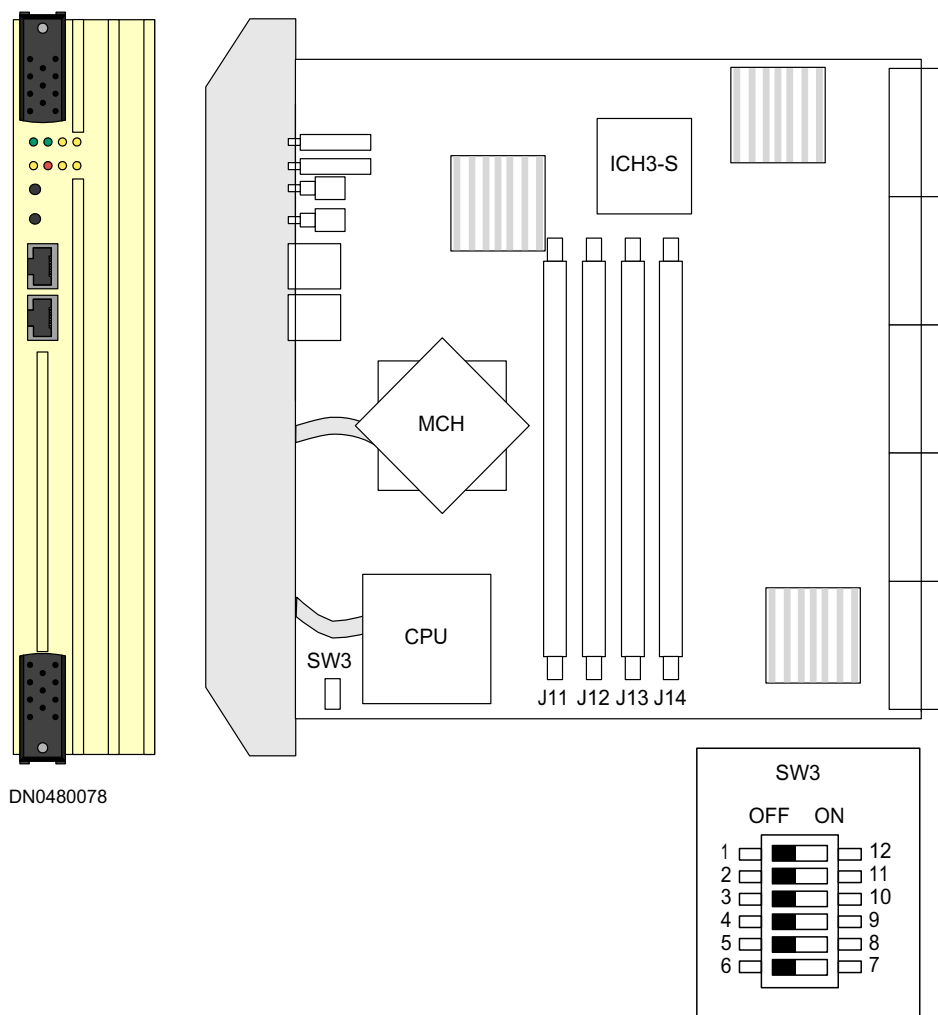 ICH3-S
MCH
CPU
SW3
J11 J12 J13 J14
DN0480078
SW3
OFF ON
1 12
2 11
3 10
4 9
5 8
6 7